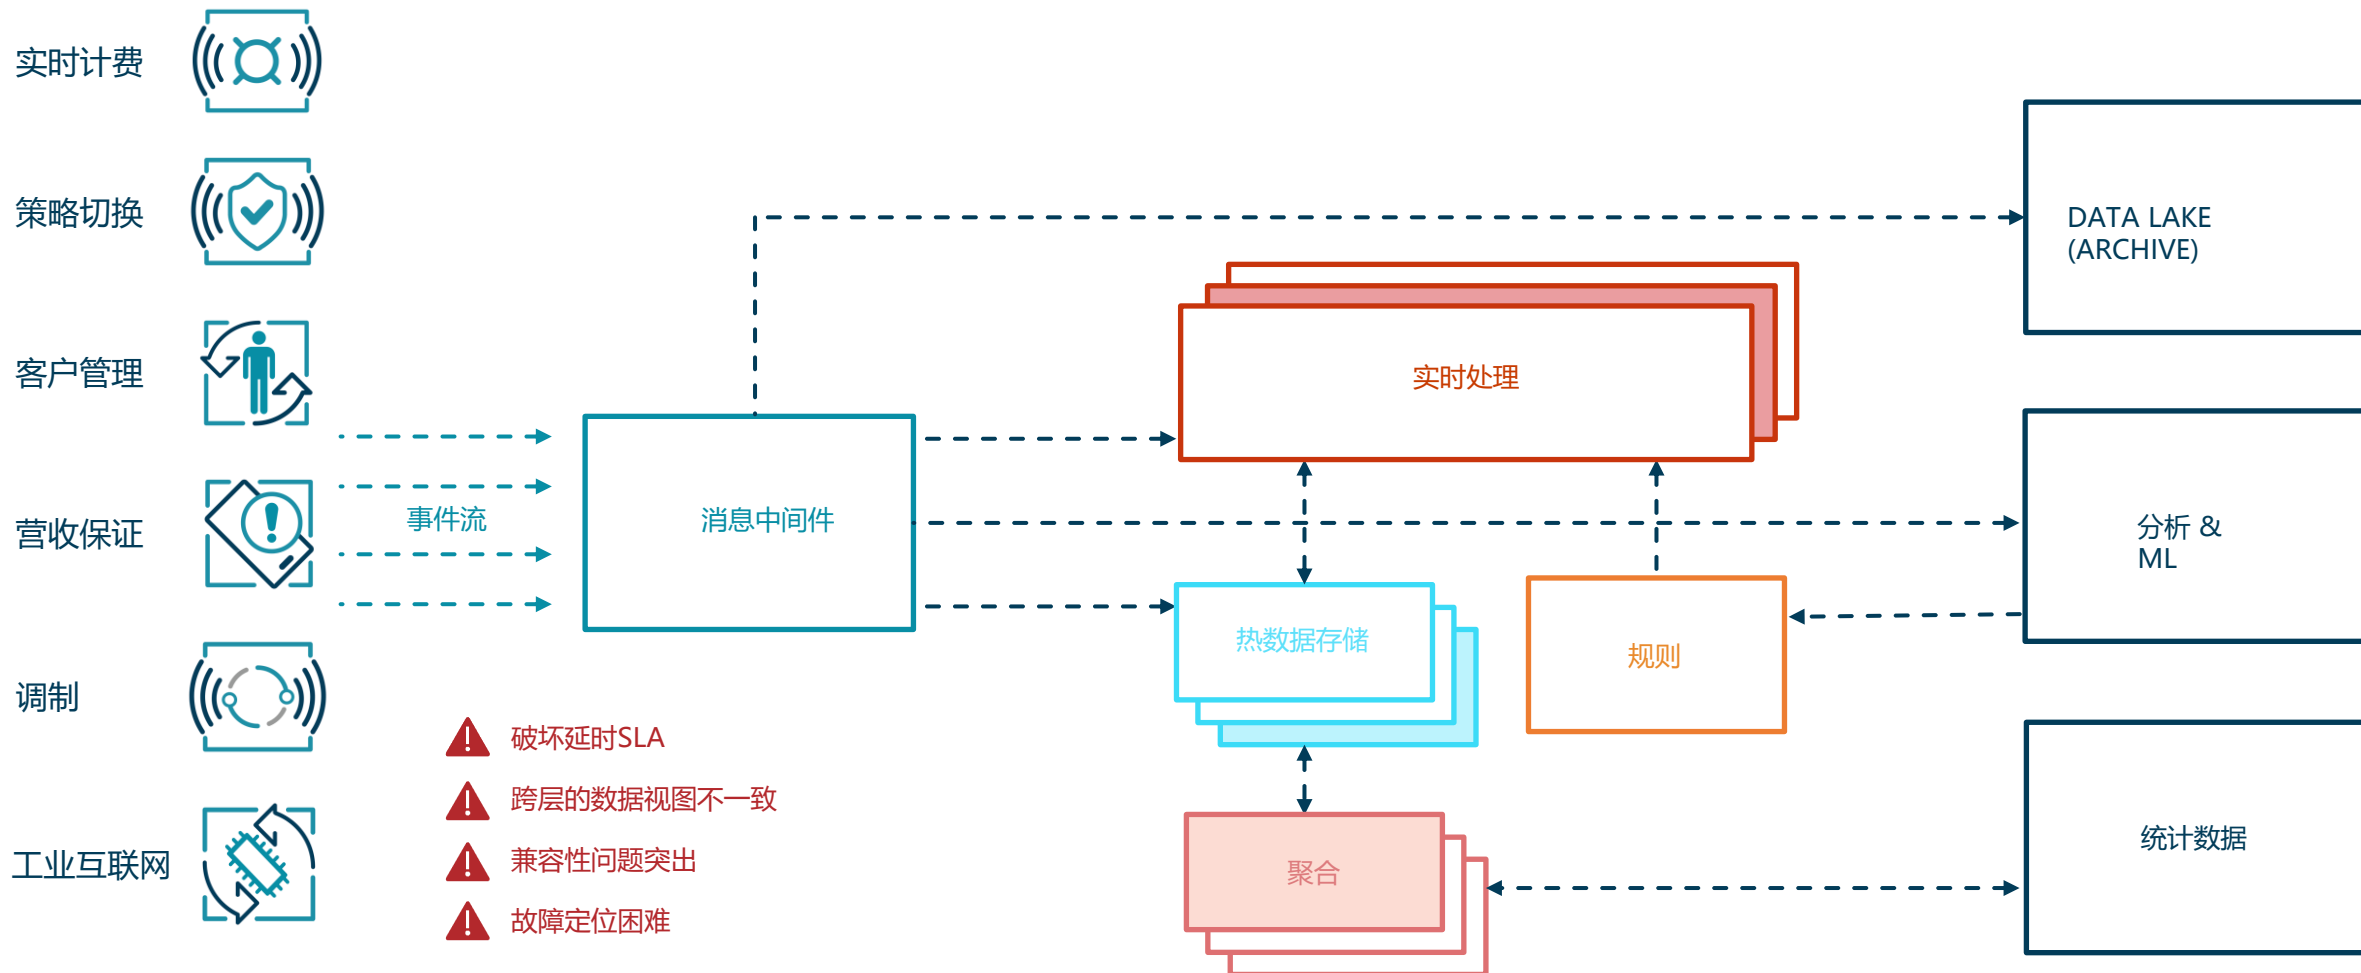 实时计费
策略切换
客户管理
营收保证
调制
工业互联网
事件流
消息中间件
破坏延时SLA
跨层的数据视图不一致
兼容性问题突出
故障定位困难
实时处理
热数据存储
规则
聚合
DATA LAKE
(ARCHIVE)
分析 &
ML
统计数据